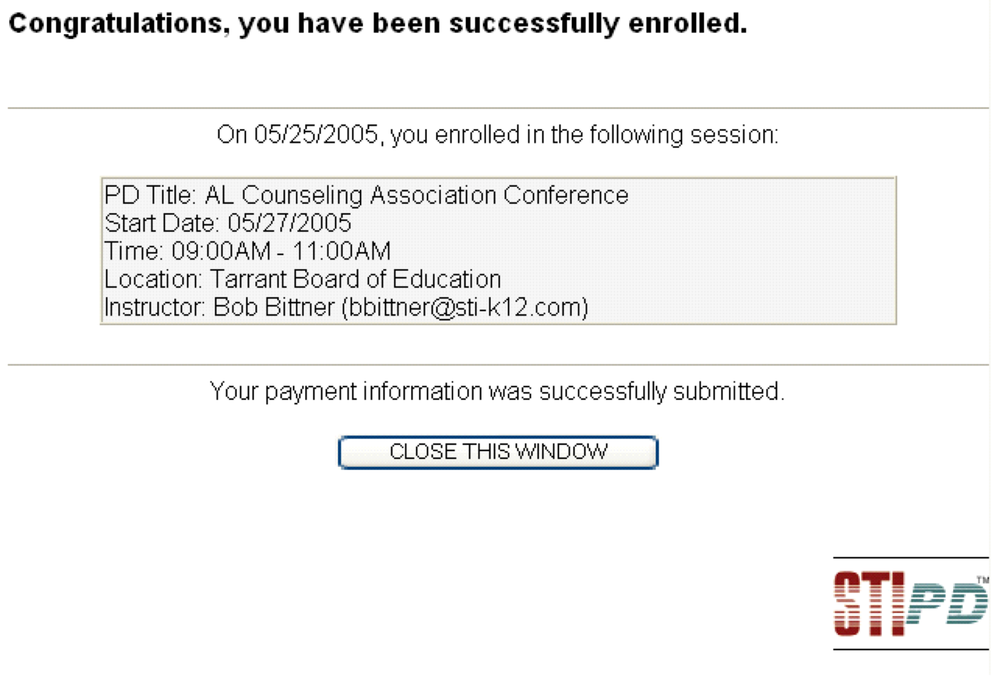 Congratulations, you have been successfully enrolled.
On 05/25/2005, you enrolled in the following session:
PD Title: AL Counseling Association Conference
Start Date: 05/27/2005
Time: 09:00AM - 11:00AM
Location: Tarrant Board of Education
Instructor: Bob Bittner (bbittner@sti-k12.com)
Your payment information was successfully submitted.
CLOSE THIS WINDOW
STIPD™